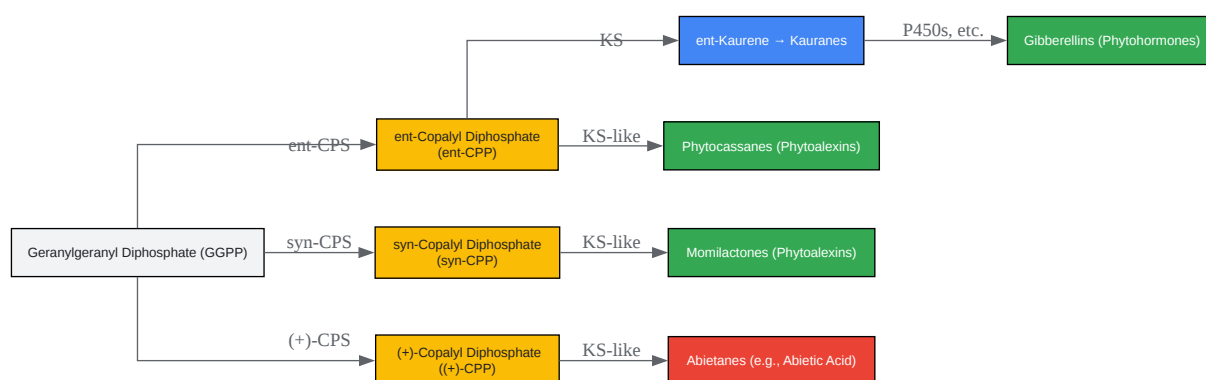 KS
ent-Kaurene → Kauranes
P450s, etc.
Gibberellins (Phytohormones)
ent-CPS
ent-Copalyl Diphosphate
(ent-CPP)
KS-like
Phytocassanes (Phytoalexins)
Geranylgeranyl Diphosphate (GGPP)
syn-CPS
syn-Copalyl Diphosphate
(syn-CPP)
KS-like
Momilactones (Phytoalexins)
(+)-CPS
(+)-Copalyl Diphosphate
((+)-CPP)
KS-like
Abietanes (e.g., Abietic Acid)